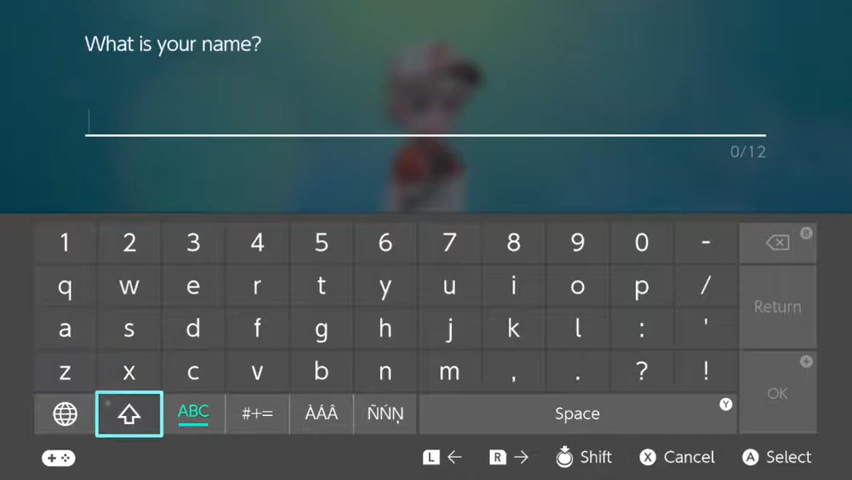 What is your name?
0/12
1 2 3 4 5 6 7 8 9 0 -
q w e r t y u i o p /
Return
a s d f g h j k l : '
z x c v b n m , . ? !
OK
ABC #+= ÀÁÂ ÑŃŅ Space Y
L ← R → Shift X Cancel A Select